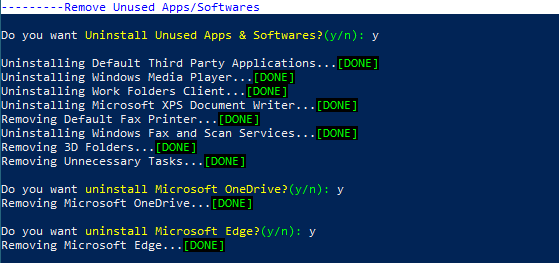 ---------Remove Unused Apps/Softwares
Do you want Uninstall Unused Apps & Softwares?(y/n): y
Uninstalling Default Third Party Applications...[DONE]
Uninstalling Windows Media Player...[DONE]
Uninstalling Work Folders Client...[DONE]
Uninstalling Microsoft XPS Document Writer...[DONE]
Removing Default Fax Printer...[DONE]
Uninstalling Windows Fax and Scan Services...[DONE]
Removing 3D Folders...[DONE]
Removing Unnecessary Tasks...[DONE]
Do you want uninstall Microsoft OneDrive?(y/n): y
Removing Microsoft OneDrive...[DONE]
Do you want uninstall Microsoft Edge?(y/n): y
Removing Microsoft Edge...[DONE]